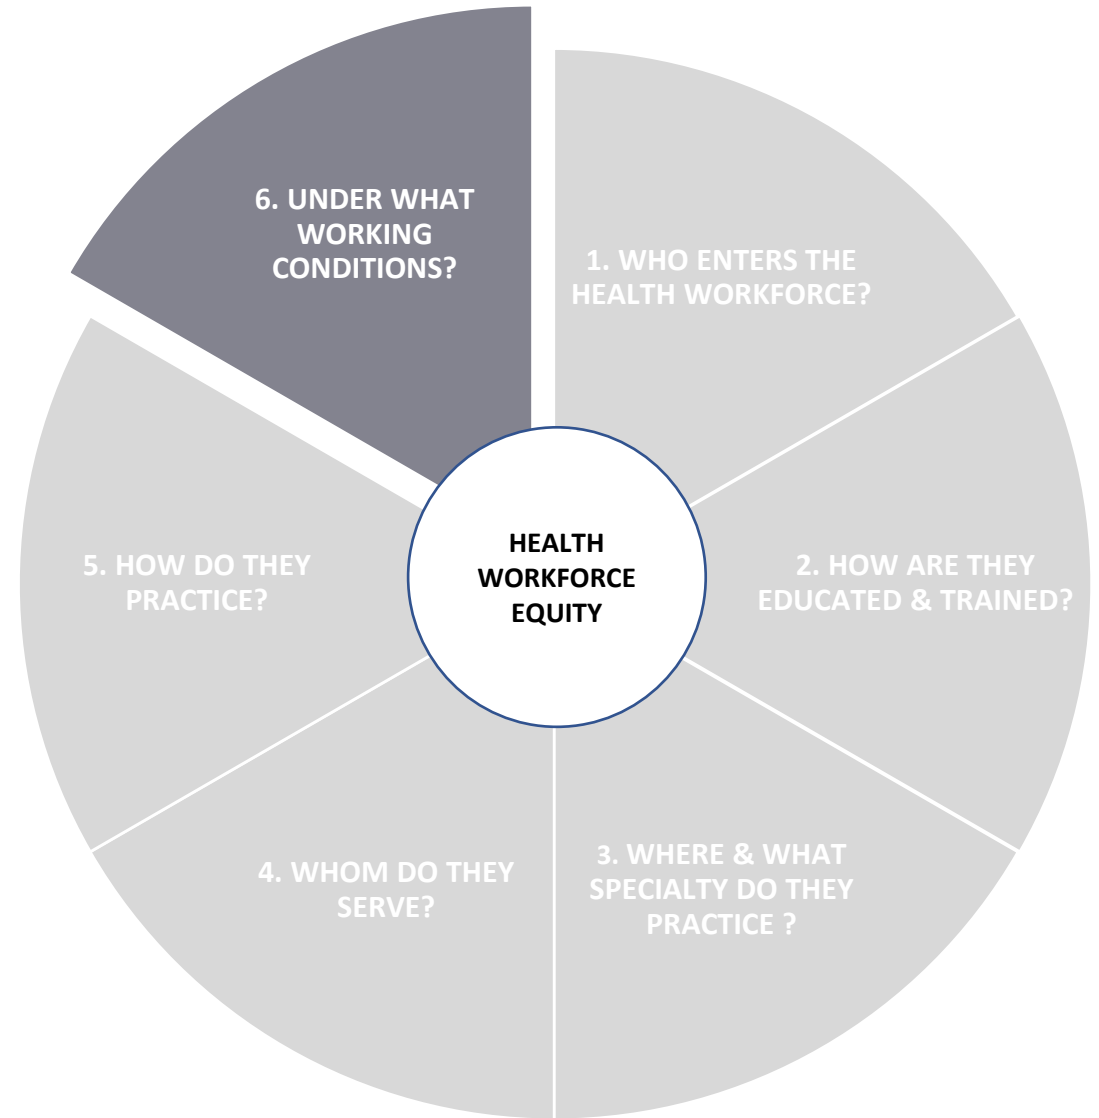 6. UNDER WHAT
WORKING
CONDITIONS?
1. WHO ENTERS THE
HEALTH WORKFORCE?
HEALTH
WORKFORCE
EQUITY
5. HOW DO THEY
PRACTICE?
2. HOW ARE THEY
EDUCATED & TRAINED?
4. WHOM DO THEY
SERVE?
3. WHERE & WHAT
SPECIALTY DO THEY
PRACTICE ?